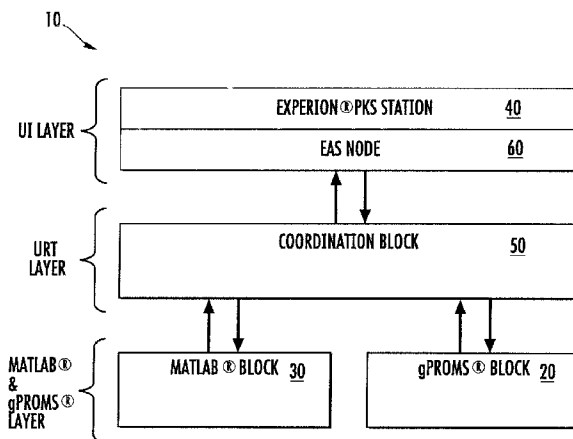 10
EXPERION®PKS STATION 40
UI LAYER
EAS NODE 60
COORDINATION BLOCK 50
URT
LAYER
MATLAB®
&
gPROMS®
LAYER
MATLAB ® BLOCK 30
gPROMS® BLOCK 20